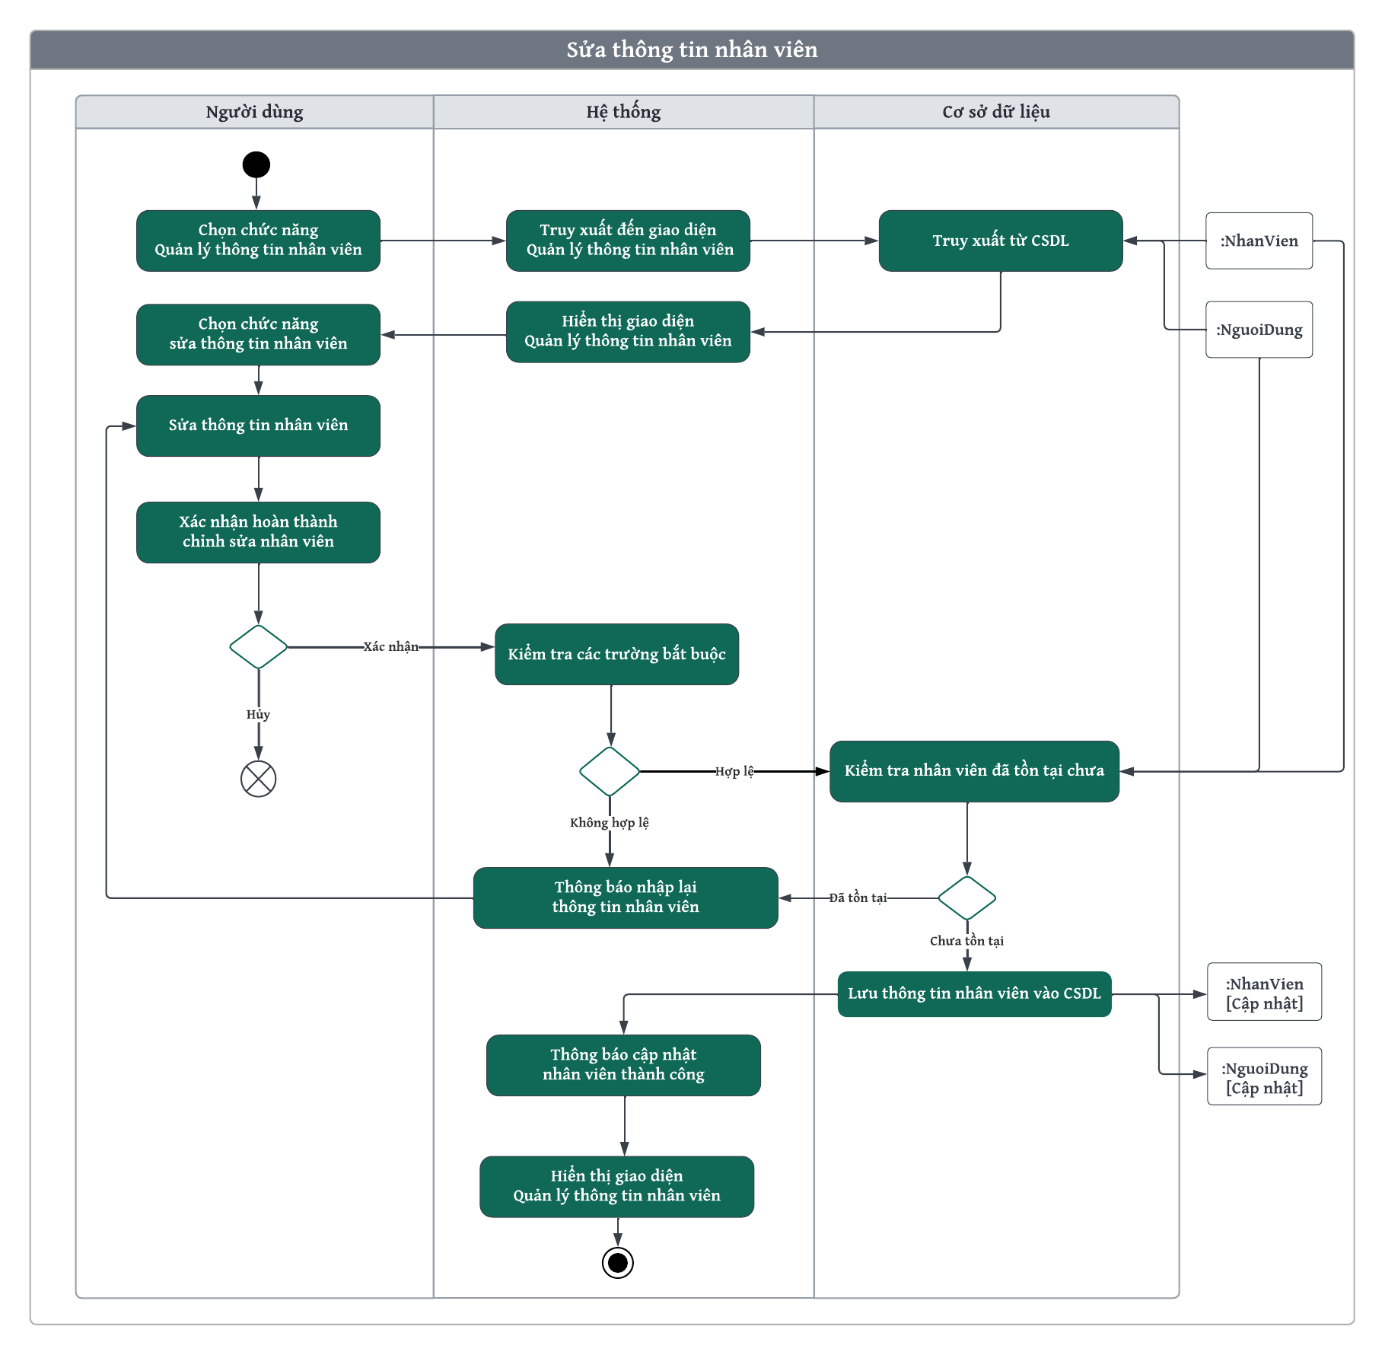 Sửa thông tin nhân viên
Người dùng
Hệ thống
Cơ sở dữ liệu
Chọn chức năng
Quản lý thông tin nhân viên
Truy xuất đến giao diện
Quản lý thông tin nhân viên
Truy xuất từ CSDL
:NhanVien
Chọn chức năng
sửa thông tin nhân viên
Hiển thị giao diện
Quản lý thông tin nhân viên
:NguoiDung
Sửa thông tin nhân viên
Xác nhận hoàn thành
chỉnh sửa nhân viên
Xác nhận
Kiểm tra các trường bắt buộc
Hủy
Hợp lệ
Kiểm tra nhân viên đã tồn tại chưa
Không hợp lệ
Thông báo nhập lại
thông tin nhân viên
Đã tồn tại
Chưa tồn tại
Lưu thông tin nhân viên vào CSDL
:NhanVien
[Cập nhật]
Thông báo cập nhật
nhân viên thành công
:NguoiDung
[Cập nhật]
Hiển thị giao diện
Quản lý thông tin nhân viên